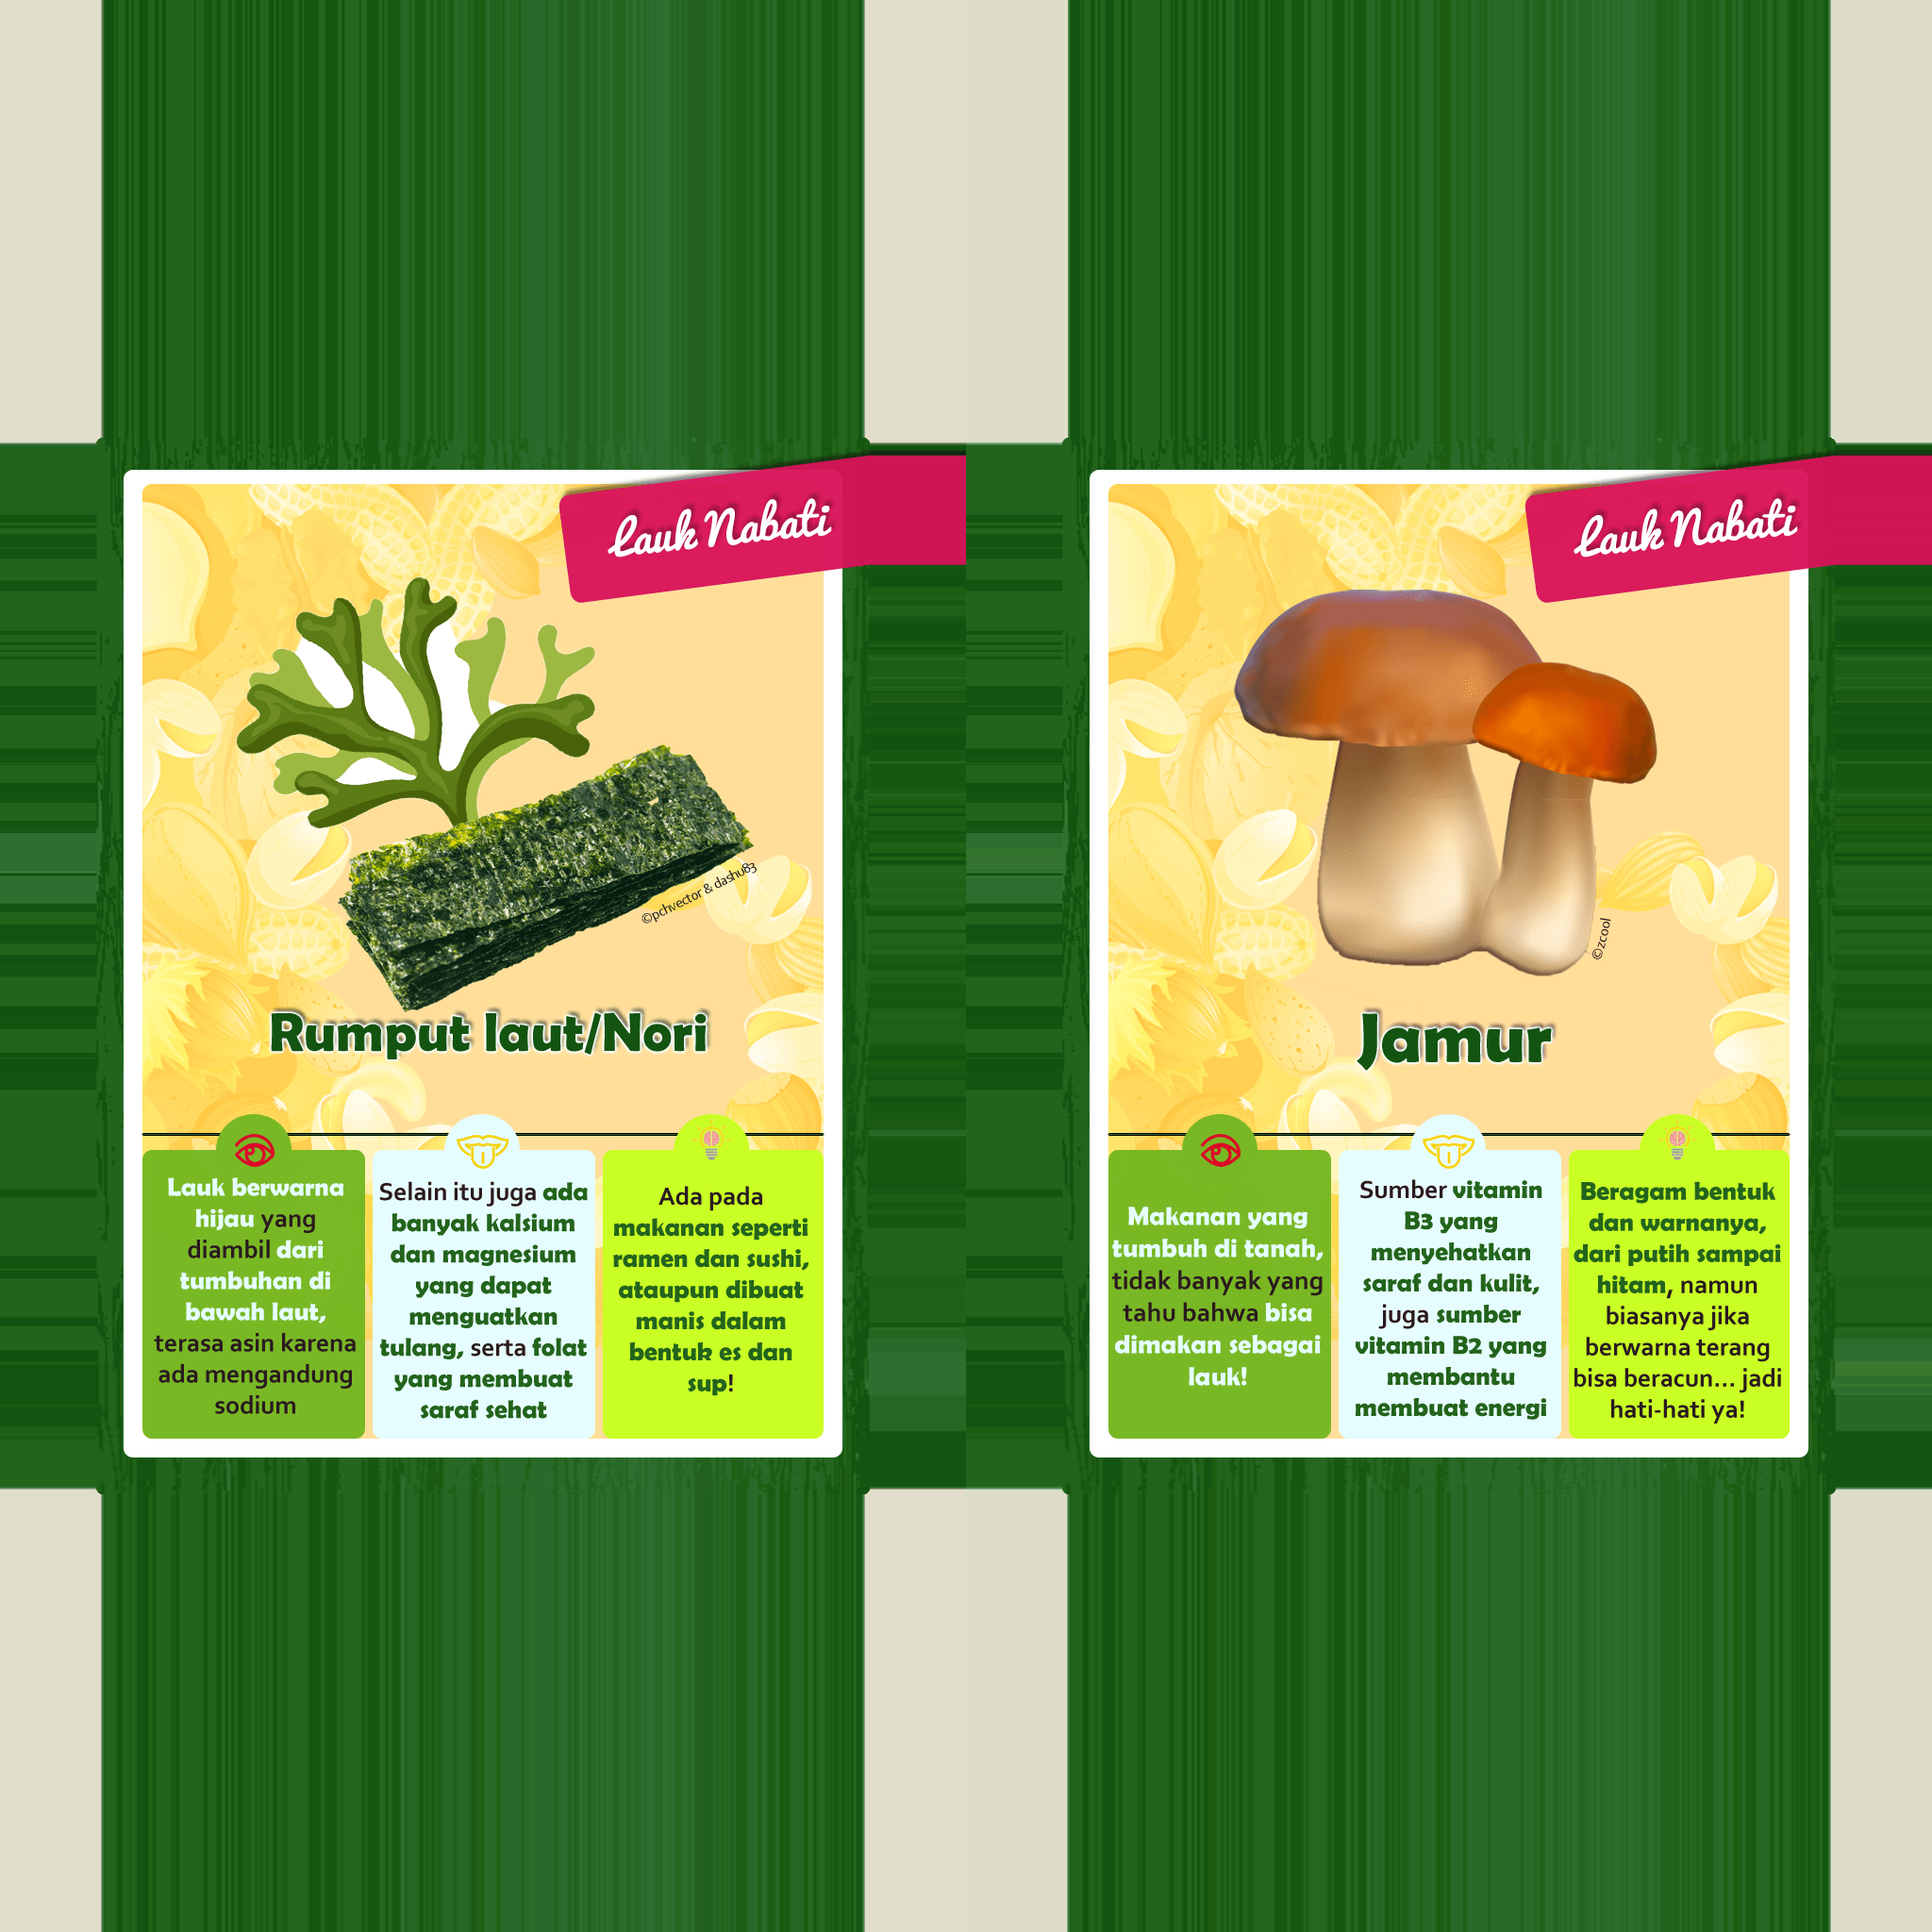 Lauk Nabati
©pchvector & dashu83
Rumput laut/Nori
Lauk berwarna
hijau yang
diambil dari
tumbuhan di
bawah laut,
terasa asin karena
ada mengandung
sodium
Selain itu juga ada
banyak kalsium
dan magnesium
yang dapat
menguatkan
tulang, serta folat
yang membuat
saraf sehat
Ada pada
makanan seperti
ramen dan sushi,
ataupun dibuat
manis dalam
bentuk es dan
sup!
Lauk Nabati
©zcool
Jamur
Makanan yang
tumbuh di tanah,
tidak banyak yang
tahu bahwa bisa
dimakan sebagai
lauk!
Sumber vitamin
B3 yang
menyehatkan
saraf dan kulit,
juga sumber
vitamin B2 yang
membantu
membuat energi
Beragam bentuk
dan warnanya,
dari putih sampai
hitam, namun
biasanya jika
berwarna terang
bisa beracun... jadi
hati-hati ya!